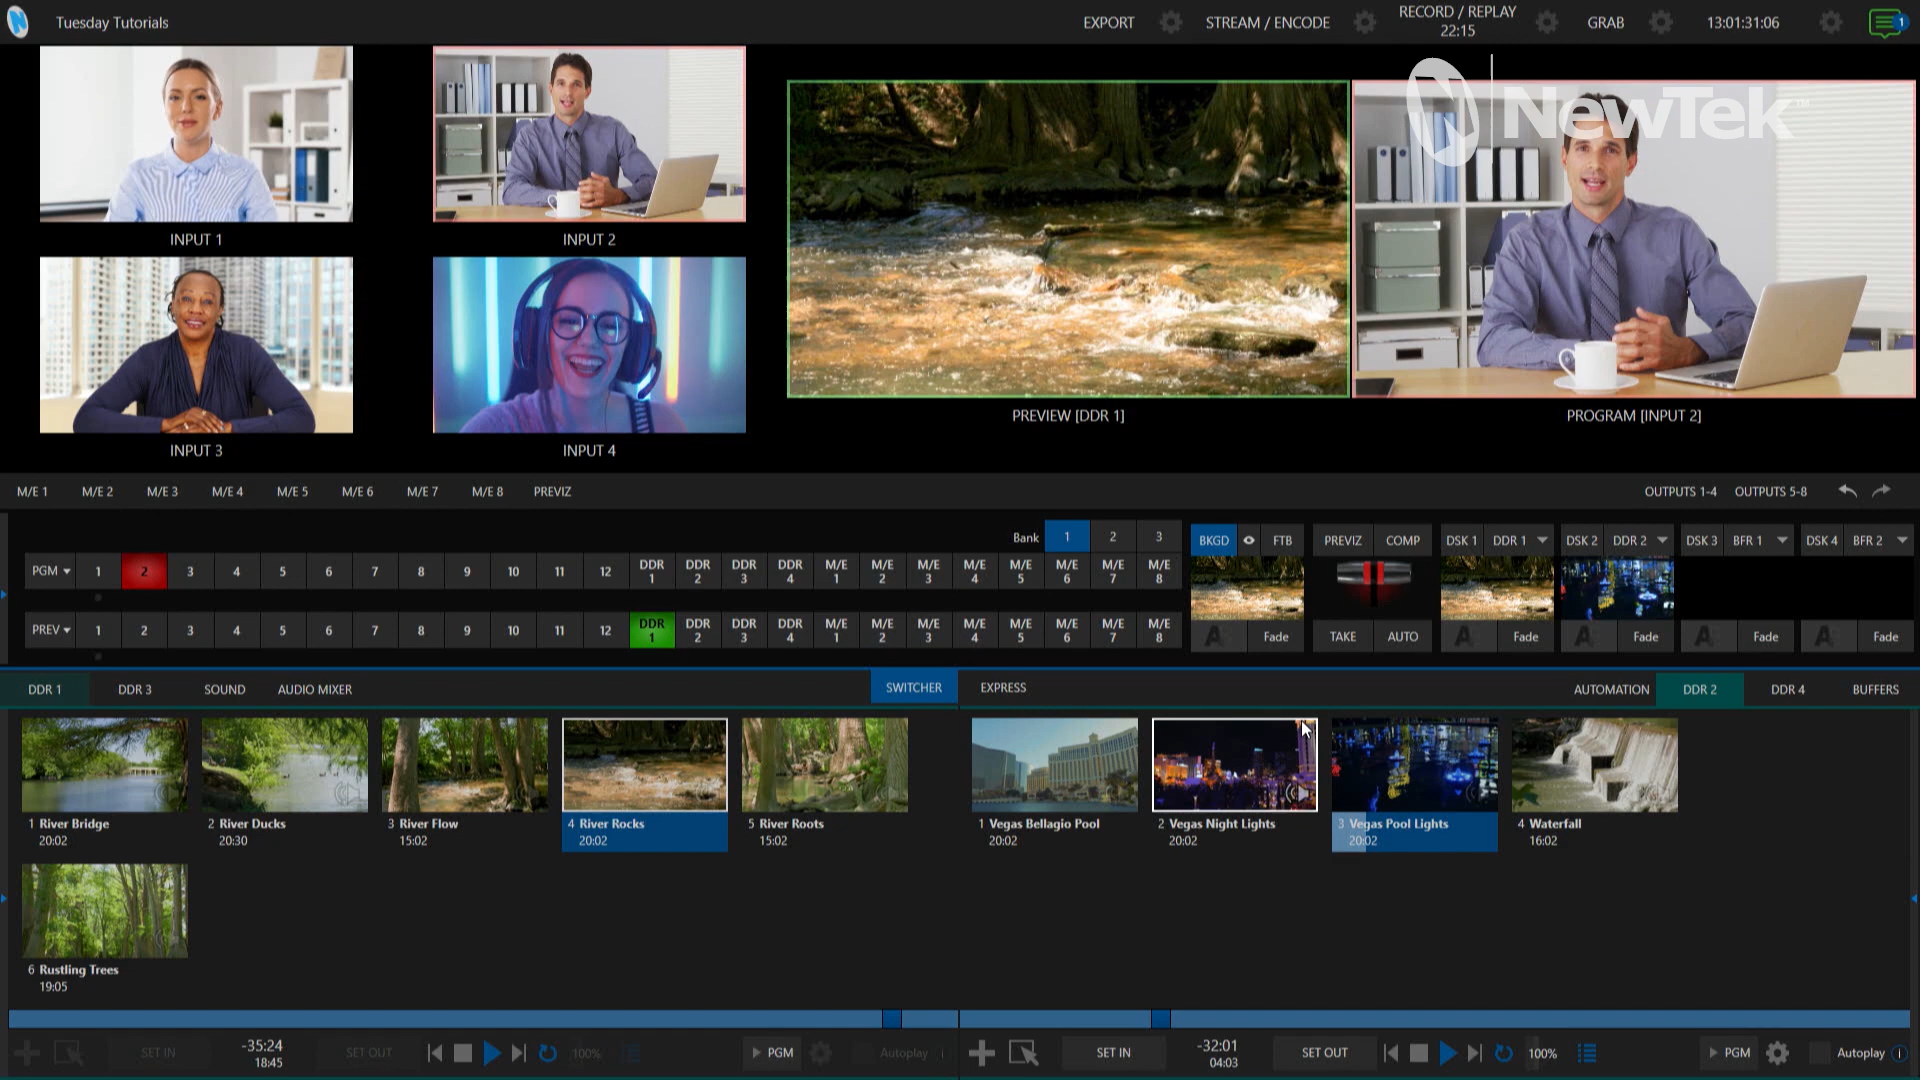 Tuesday Tutorials
EXPORT
STREAM / ENCODE
RECORD / REPLAY
22:15
GRAB
13:01:31:06
1
NewTek™
INPUT 1
INPUT 2
INPUT 3
INPUT 4
PREVIEW [DDR 1]
PROGRAM [INPUT 2]
M/E 1 M/E 2 M/E 3 M/E 4 M/E 5 M/E 6 M/E 7 M/E 8 PREVIZ
OUTPUTS 1-4 OUTPUTS 5-8
Bank 1 2 3
PGM 1 2 3 4 5 6 7 8 9 10 11 12 DDR 1 DDR 2 DDR 3 DDR 4 M/E 1 M/E 2 M/E 3 M/E 4 M/E 5 M/E 6 M/E 7 M/E 8
PREV 1 2 3 4 5 6 7 8 9 10 11 12 DDR 1 DDR 2 DDR 3 DDR 4 M/E 1 M/E 2 M/E 3 M/E 4 M/E 5 M/E 6 M/E 7 M/E 8
BKGD FTB PREVIZ COMP DSK 1 DDR 1 DSK 2 DDR 2 DSK 3 BFR 1 DSK 4 BFR 2
A Fade TAKE AUTO A Fade A Fade A Fade A Fade
DDR 1 DDR 3 SOUND AUDIO MIXER
SWITCHER EXPRESS
AUTOMATION DDR 2 DDR 4 BUFFERS
1 River Bridge
20:02
2 River Ducks
20:30
3 River Flow
15:02
4 River Rocks
20:02
5 River Roots
15:02
6 Rustling Trees
19:05
1 Vegas Bellagio Pool
20:02
2 Vegas Night Lights
20:02
3 Vegas Pool Lights
20:02
4 Waterfall
16:02
SET IN
-35:24
18:45
SET OUT
100%
PGM
Autoplay
SET IN
-32:01
04:03
SET OUT
100%
PGM
Autoplay